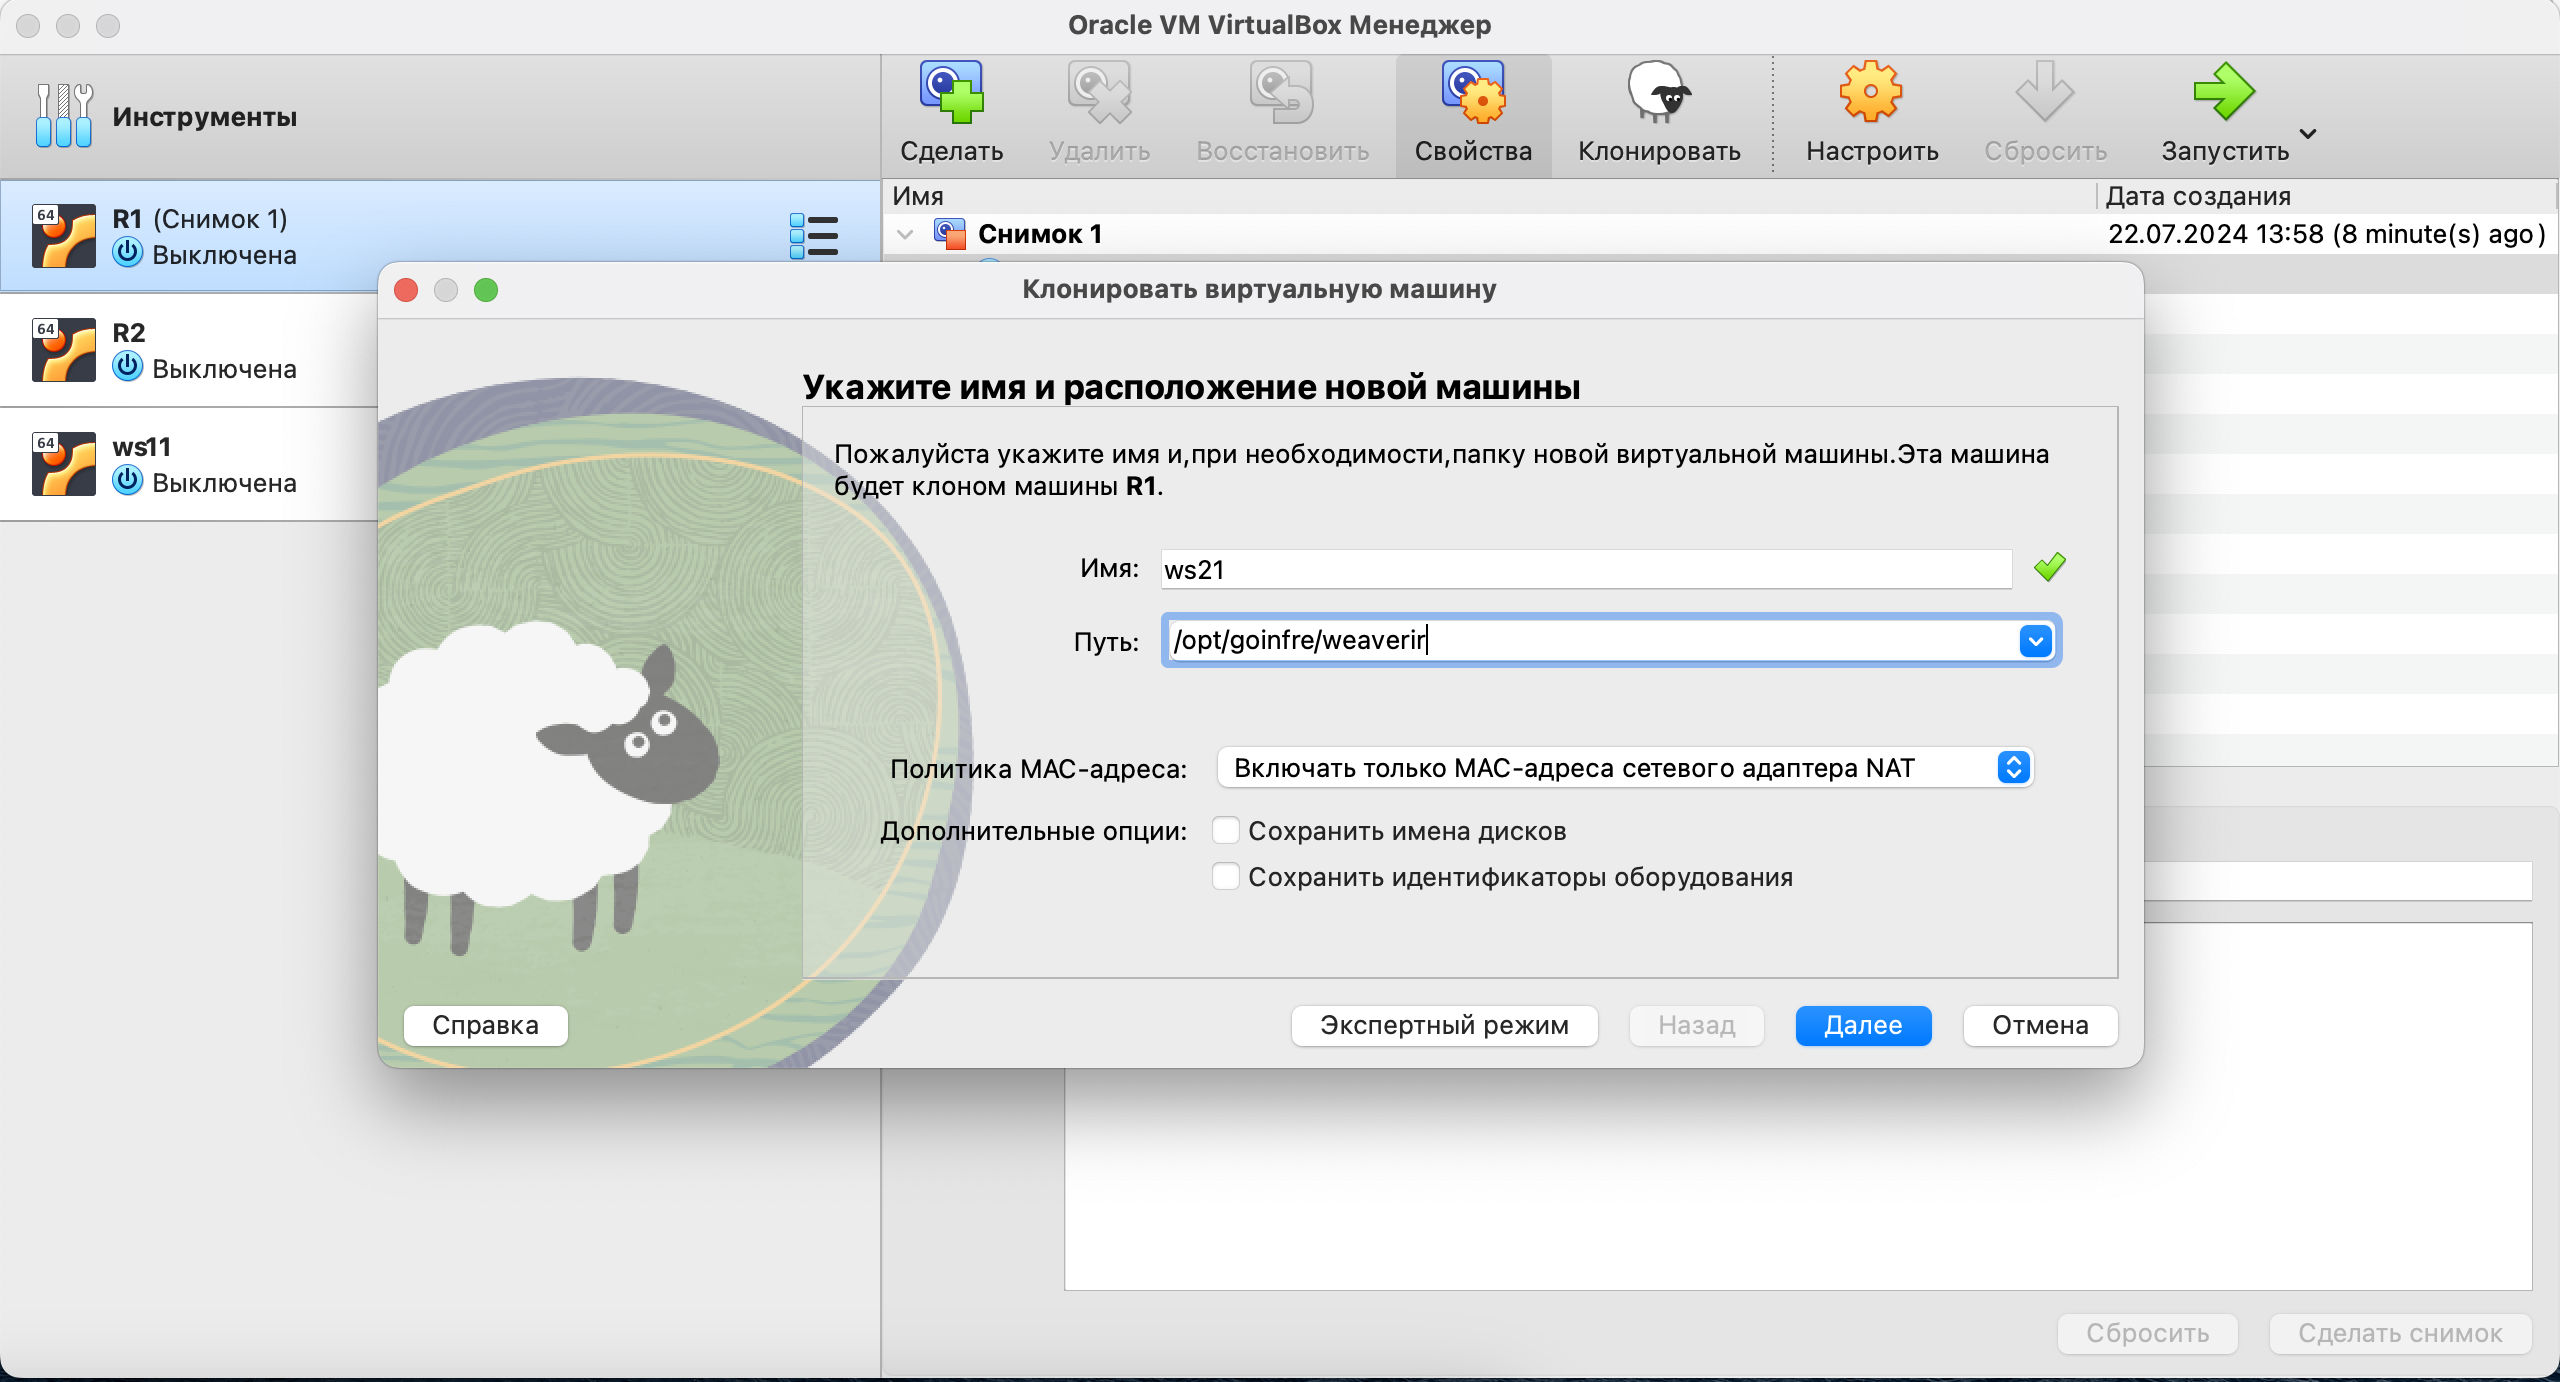 Oracle VM VirtualBox Менеджер
Инструменты
Сделать
Удалить
Восстановить
Свойства
Клонировать
Настроить
Сбросить
Запустить
64
R1 (Снимок 1)
Выключена
64
R2
Выключена
64
ws11
Выключена
Имя
Дата создания
Снимок 1
22.07.2024 13:58 (8 minute(s) ago)
Клонировать виртуальную машину
Укажите имя и расположение новой машины
Пожалуйста укажите имя и,при необходимости,папку новой виртуальной машины.Эта машина
будет клоном машины R1.
Имя:
ws21
Путь:
/opt/goinfre/weaverir
Политика MAC-адреса:
Включать только MAC-адреса сетевого адаптера NAT
Дополнительные опции:
Сохранить имена дисков
Сохранить идентификаторы оборудования
Справка
Экспертный режим
Назад
Далее
Отмена
Сбросить
Сделать снимок